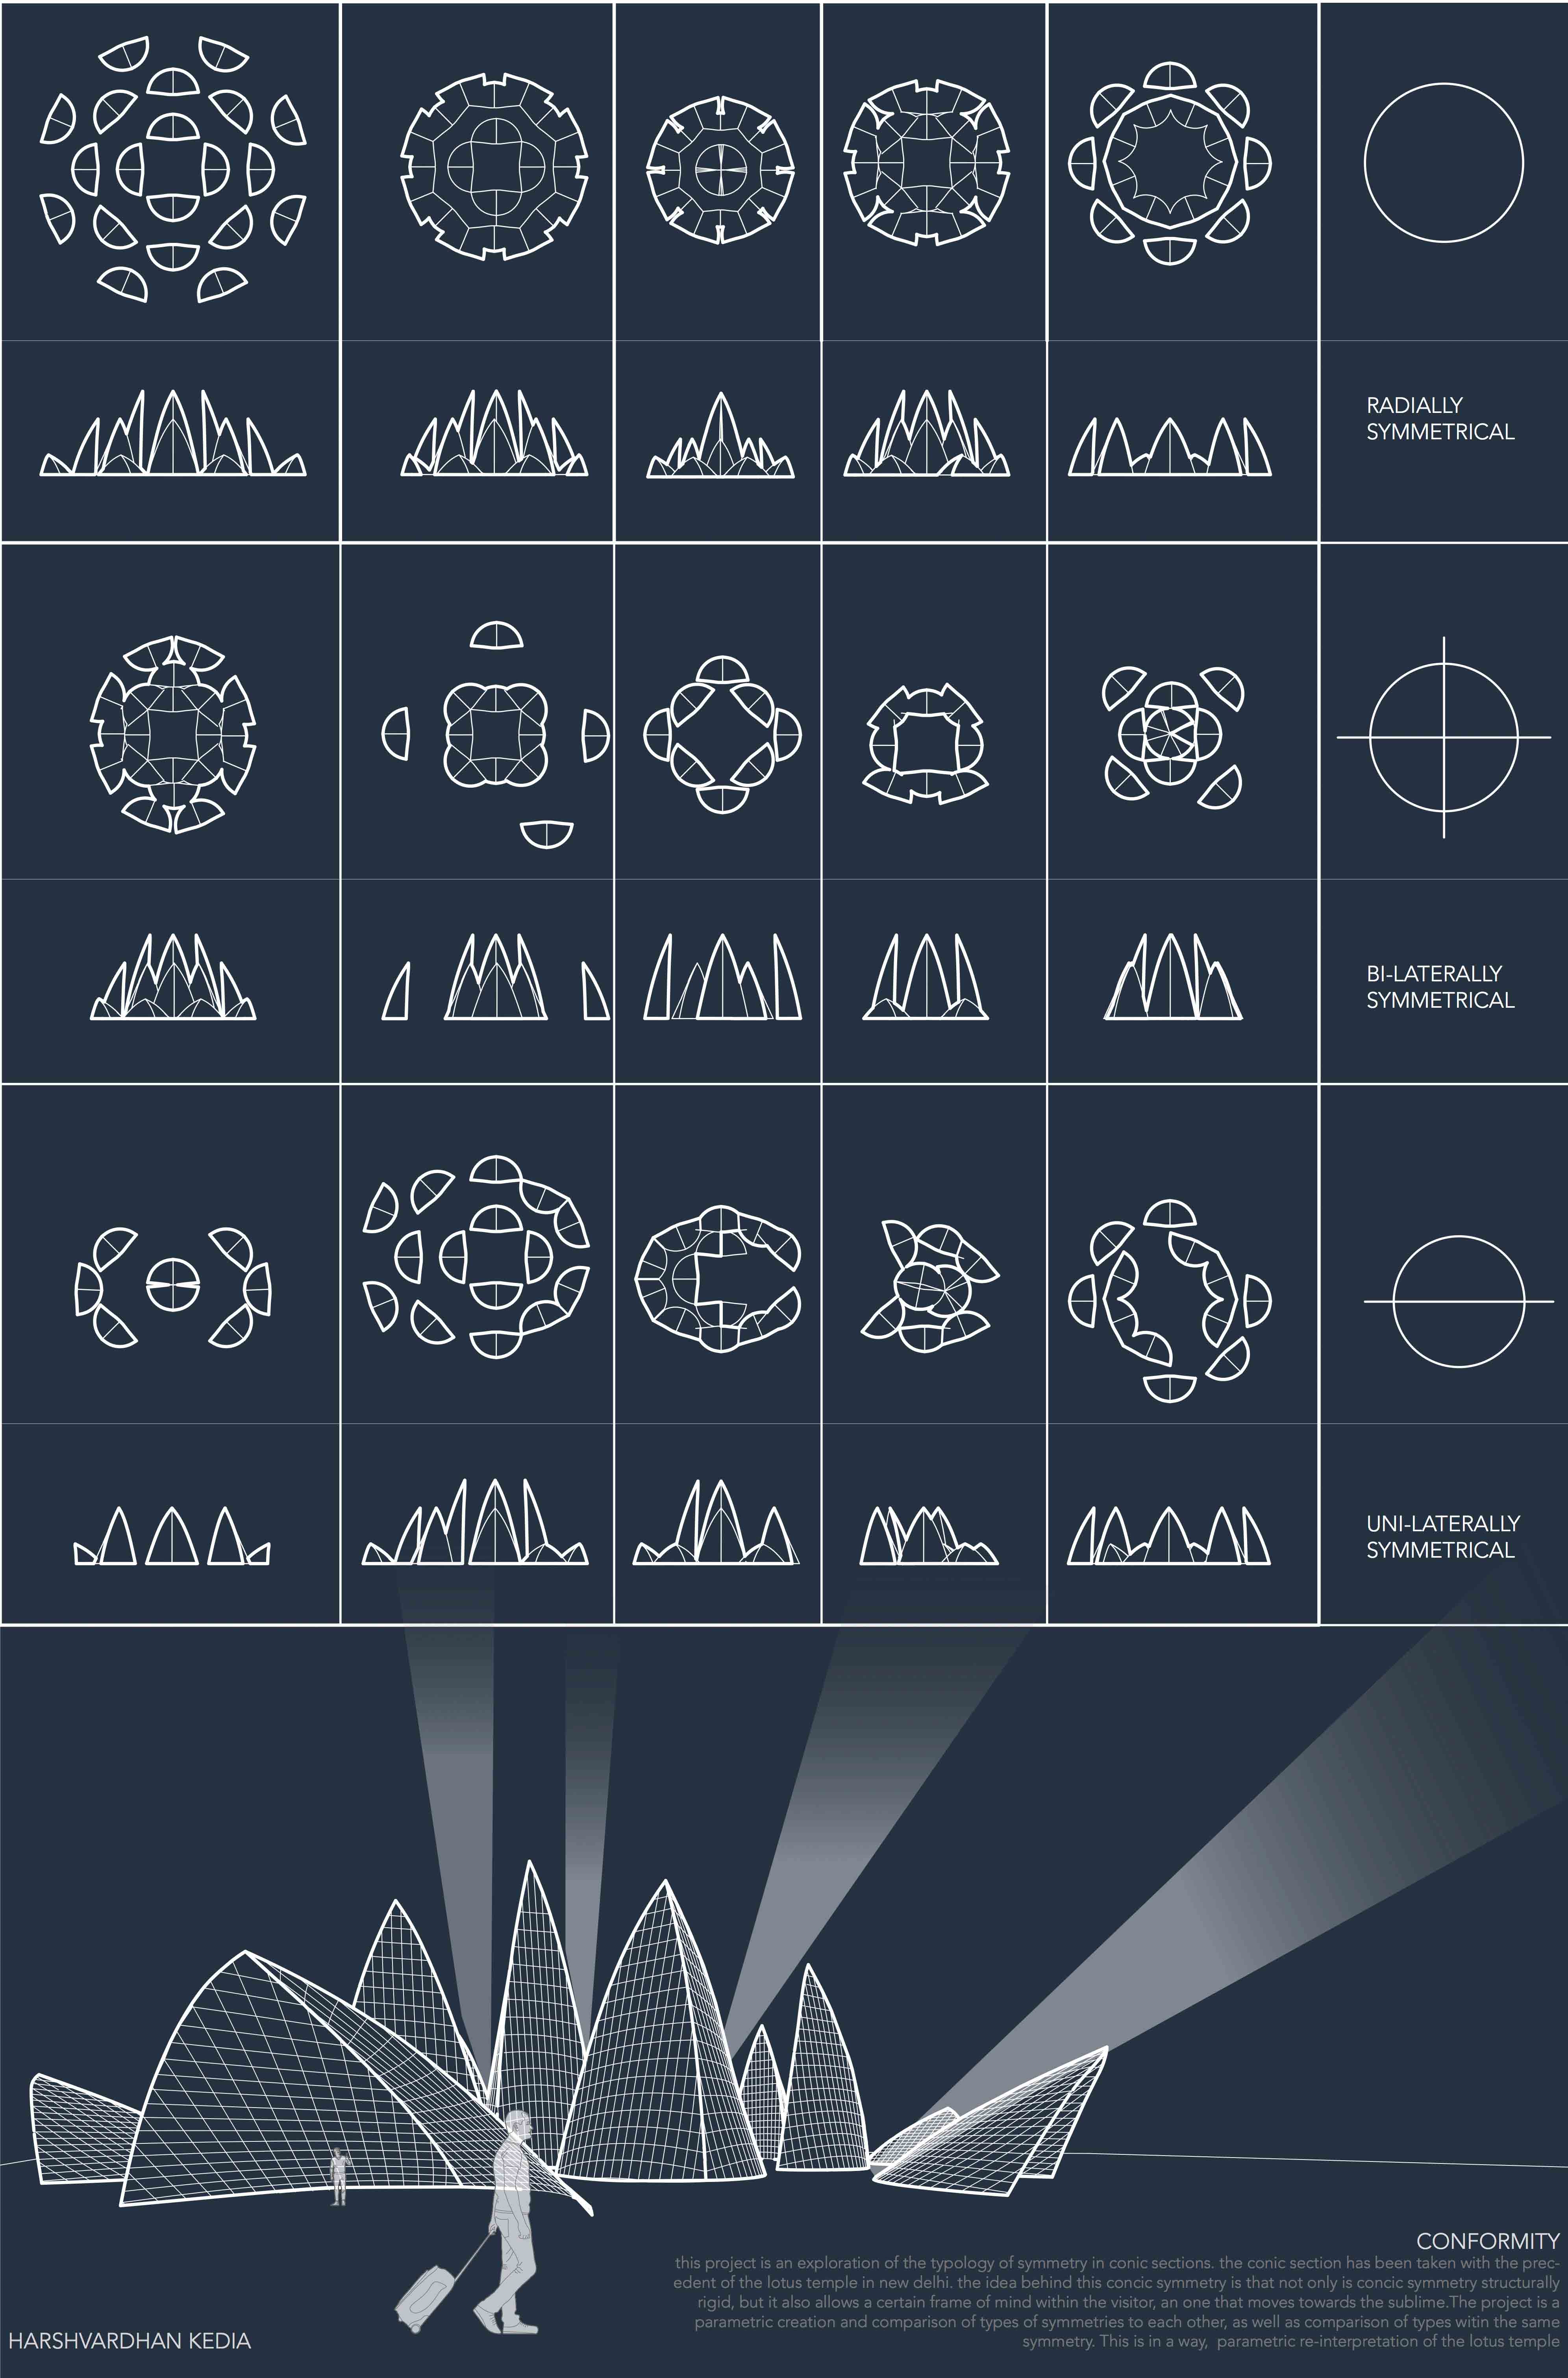 RADIALLY
SYMMETRICAL
BI-LATERALLY
SYMMETRICAL
UNI-LATERALLY
SYMMETRICAL
CONFORMITY
this project is an exploration of the typology of symmetry in conic sections. the conic section has been taken with the prec-
edent of the lotus temple in new delhi. the idea behind this concic symmetry is that not only is concic symmetry structurally
rigid, but it also allows a certain frame of mind within the visitor, an one that moves towards the sublime.The project is a
parametric creation and comparison of types of symmetries to each other, as well as comparison of types witin the same
symmetry. This is in a way, parametric re-interpretation of the lotus temple
HARSHVARDHAN KEDIA